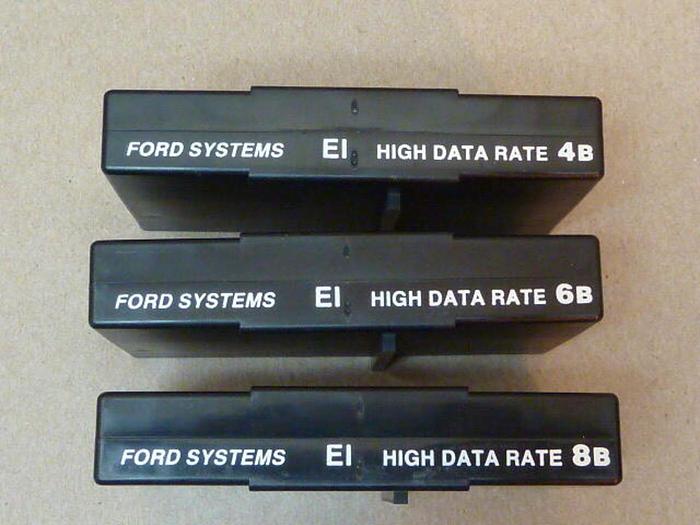 FORD SYSTEMS EI HIGH DATA RATE 4B
FORD SYSTEMS EI HIGH DATA RATE 6B
FORD SYSTEMS EI HIGH DATA RATE 8B